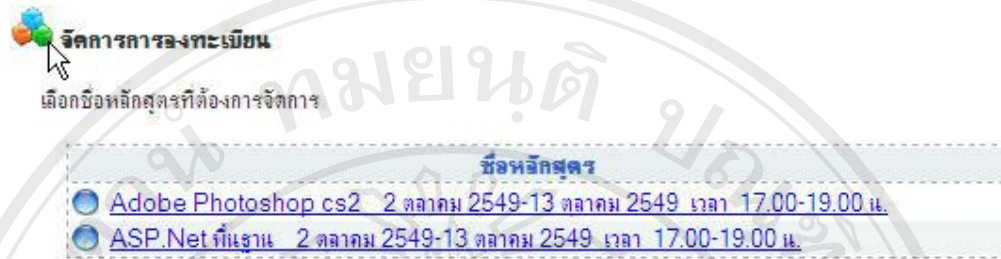 จัดการการลงทะเบียน
เลือกชื่อหลักสูตรที่ต้องการจัดการ
ชื่อหลักสูตร
Adobe Photoshop cs2 2 ตุลาคม 2549-13 ตุลาคม 2549 เวลา 17.00-19.00 น.
ASP.Net พื้นฐาน 2 ตุลาคม 2549-13 ตุลาคม 2549 เวลา 17.00-19.00 น.